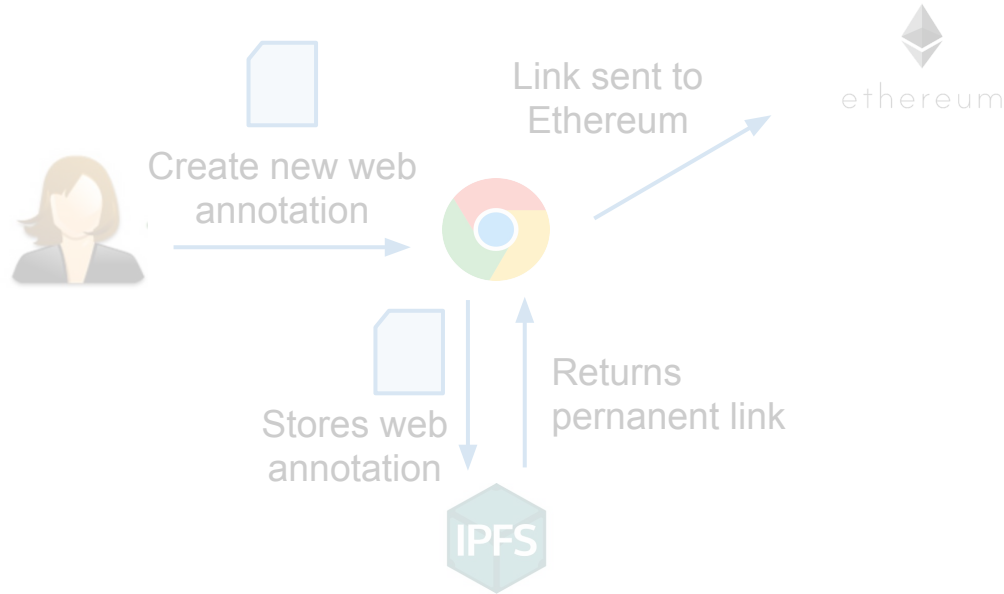 Link sent to
Ethereum
ethereum
Create new web
annotation
Returns
pernanent link
Stores web
annotation
IPFS